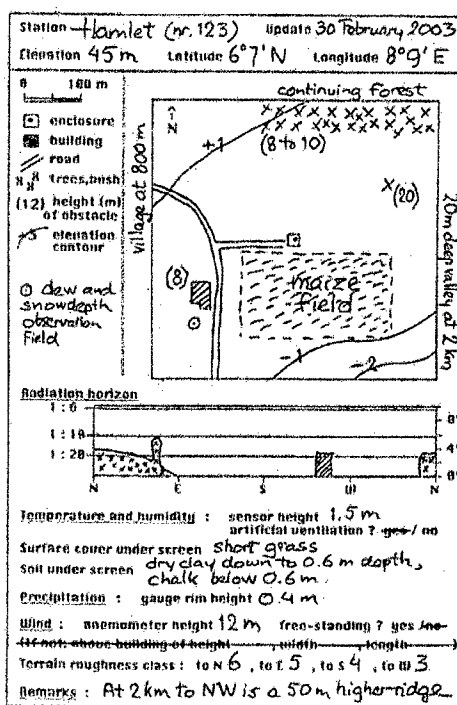 Station Hamlet (nr. 123) Update 30 February 2003
Elevation 45m Latitude 6°7'N Longitude 8°9'E
0 100 m
enclosure
building
road
trees, bush
(12) height (m) of obstacle
+3 elevation contour
dew and snowdepth observation Field
continuing forest
N
+1
(8 to 10)
x(20)
village at 800 m
20m deep valley at 2 km
(8)
maize field
-1
-2
Radiation horizon
1:6
1:10
1:20
8°
4°
0°
N E S W N
Temperature and humidity: sensor height 1.5 m
artificial ventilation? yes / no
Surface cover under screen short grass
Soil under screen dry clay down to 0.6 m depth,
chalk below 0.6 m.
Precipitation: gauge rim height 0.4 m
Wind: anemometer height 12 m free-standing? yes /no
(if not: above building of height , width , length )
Terrain roughness class: to N 6, to E 5, to S 4, to W 3
Remarks: At 2km to NW is a 50 m higher ridge